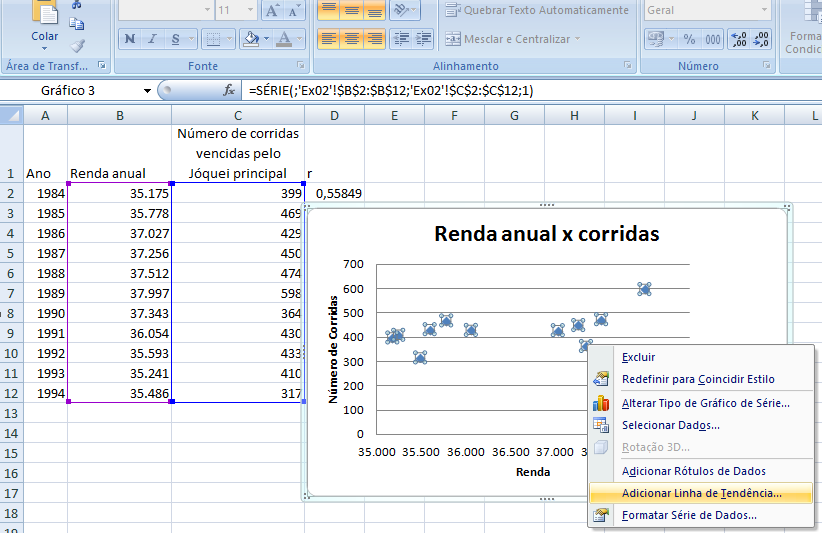 11
Geral
Quebrar Texto Automaticamente
Colar
N I S
A
Mesclar e Centralizar
% 000
Forma
Condic
Área de Transf...
Fonte
Alinhamento
Número
Gráfico 3
fx
=SÉRIE(;'Ex02'!$B$2:$B$12;'Ex02'!$C$2:$C$12;1)
A B C D E F G H I J K L
1 Ano Renda anual Número de corridas vencidas pelo Jóquei principal r
2 1984 35.175 399 0,55849
3 1985 35.778 469
4 1986 37.027 429
5 1987 37.256 450
6 1988 37.512 474
7 1989 37.997 598
8 1990 37.343 364
9 1991 36.054 430
10 1992 35.593 433
11 1993 35.241 410
12 1994 35.486 317
13
14
15
16
17
18
19
Renda anual x corridas
Número de Corridas
700
600
500
400
300
200
100
0
35.000 35.500 36.000 36.500 37.000
Renda
Excluir
Redefinir para Coincidir Estilo
Alterar Tipo de Gráfico de Série...
Selecionar Dados...
Rotação 3D...
Adicionar Rótulos de Dados
Adicionar Linha de Tendência...
Formatar Série de Dados...